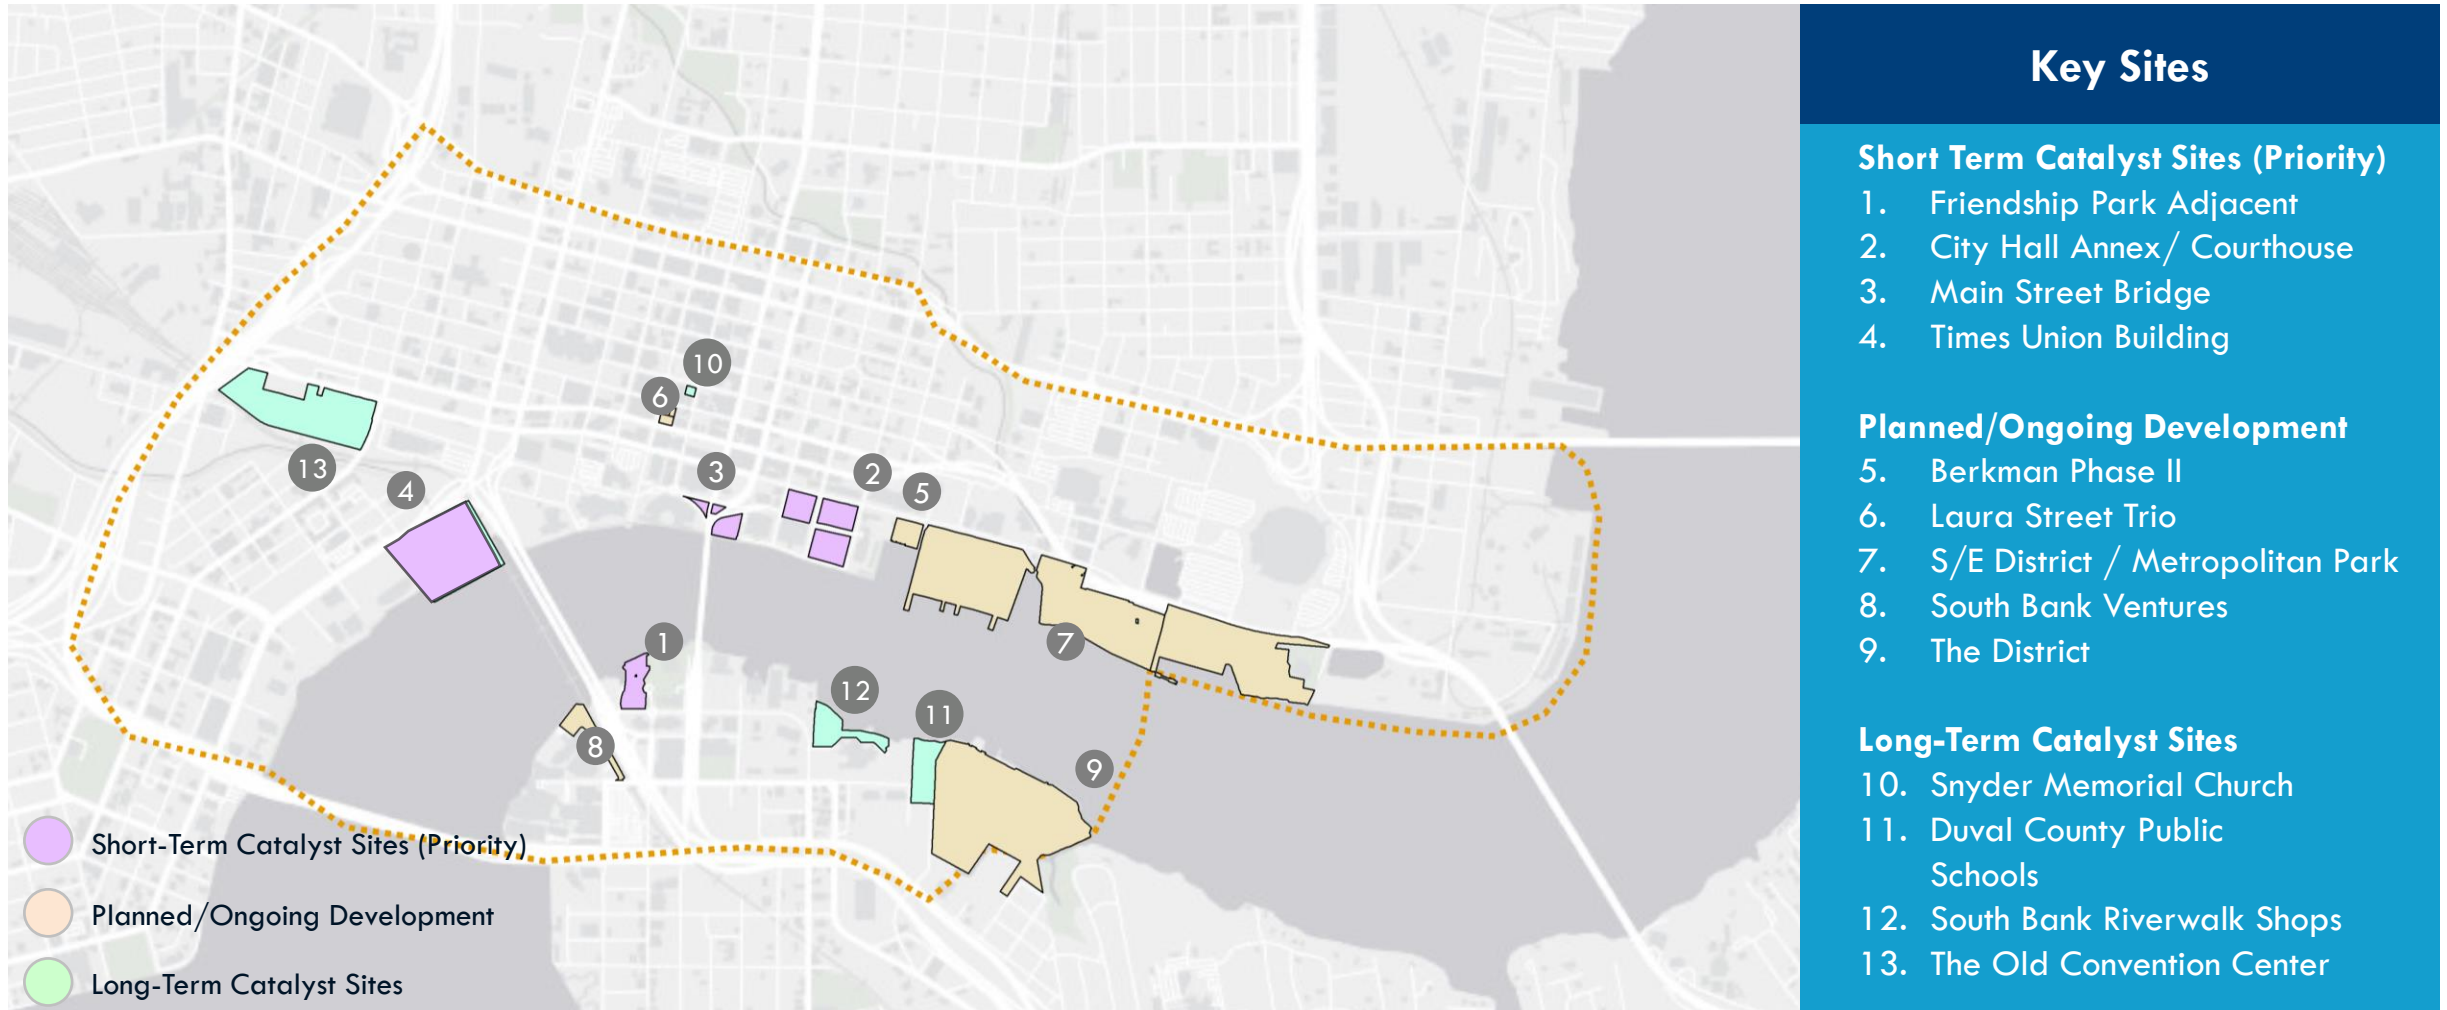 Key Sites
Short Term Catalyst Sites (Priority)
1. Friendship Park Adjacent
2. City Hall Annex/ Courthouse
3. Main Street Bridge
4. Times Union Building
Planned/Ongoing Development
5. Berkman Phase II
6. Laura Street Trio
7. S/E District / Metropolitan Park
8. South Bank Ventures
9. The District
Long-Term Catalyst Sites
10. Snyder Memorial Church
11. Duval County Public
Schools
12. South Bank Riverwalk Shops
13. The Old Convention Center
10
6
13
4
3
2
5
1
7
12
11
8
9
Short-Term Catalyst Sites (Priority)
Planned/Ongoing Development
Long-Term Catalyst Sites